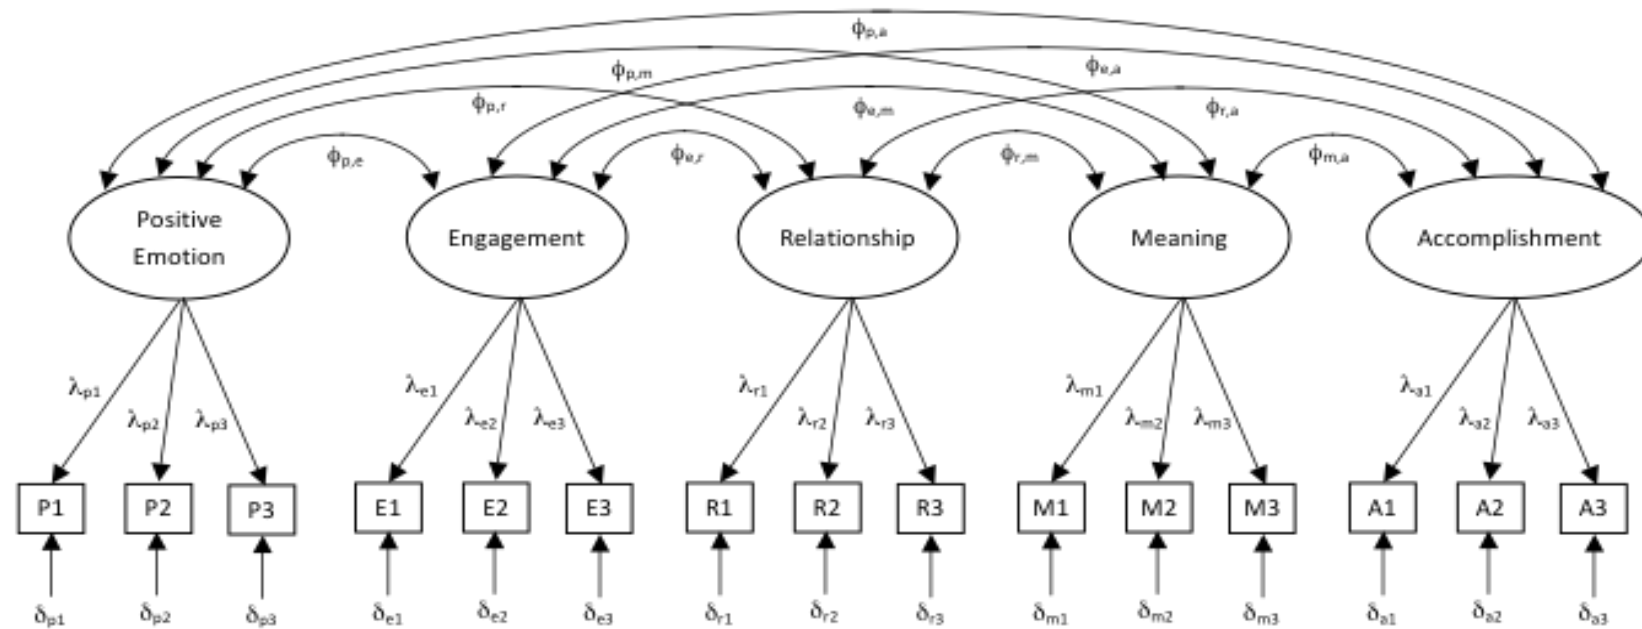 ϕp,a
ϕp,m ϕe,a
ϕp,r ϕe,m ϕr,a
ϕp,e ϕe,r ϕr,m ϕm,a
Positive
Emotion
Engagement
Relationship
Meaning
Accomplishment
λp1 λp2 λp3
λe1 λe2 λe3
λr1 λr2 λr3
λm1 λm2 λm3
λa1 λa2 λa3
P1 P2 P3 E1 E2 E3 R1 R2 R3 M1 M2 M3 A1 A2 A3
δp1 δp2 δp3 δe1 δe2 δe3 δr1 δr2 δr3 δm1 δm2 δm3 δa1 δa2 δa3